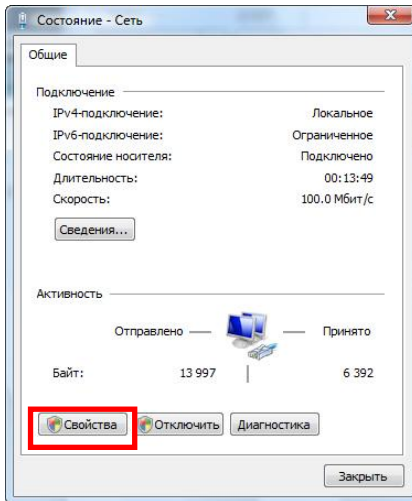 Состояние - Сеть
Общие
Подключение
IPv4-подключение: Локальное
IPv6-подключение: Ограниченное
Состояние носителя: Подключено
Длительность: 00:13:49
Скорость: 100.0 Мбит/с
Сведения...
Активность
Отправлено — — Принято
Байт: 13 997 | 6 392
Свойства Отключить Диагностика
Закрыть